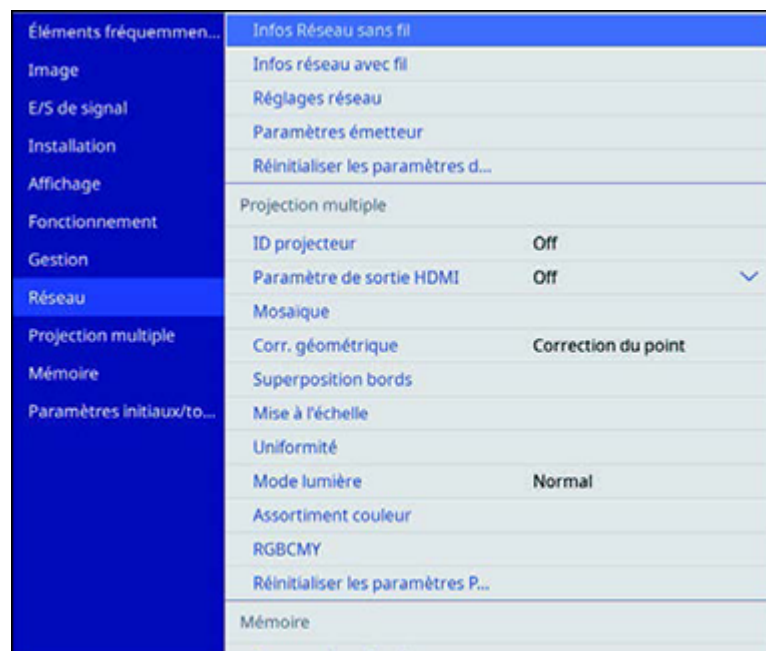 Éléments fréquemmen...
Image
E/S de signal
Installation
Affichage
Fonctionnement
Gestion
Réseau
Projection multiple
Mémoire
Paramètres initiaux/to...
Infos Réseau sans fil
Infos réseau avec fil
Réglages réseau
Paramètres émetteur
Réinitialiser les paramètres d...
Projection multiple
ID projecteur Off
Paramètre de sortie HDMI Off
Mosaïque
Corr. géométrique Correction du point
Superposition bords
Mise à l'échelle
Uniformité
Mode lumière Normal
Assortiment couleur
RGBCMY
Réinitialiser les paramètres P...
Mémoire